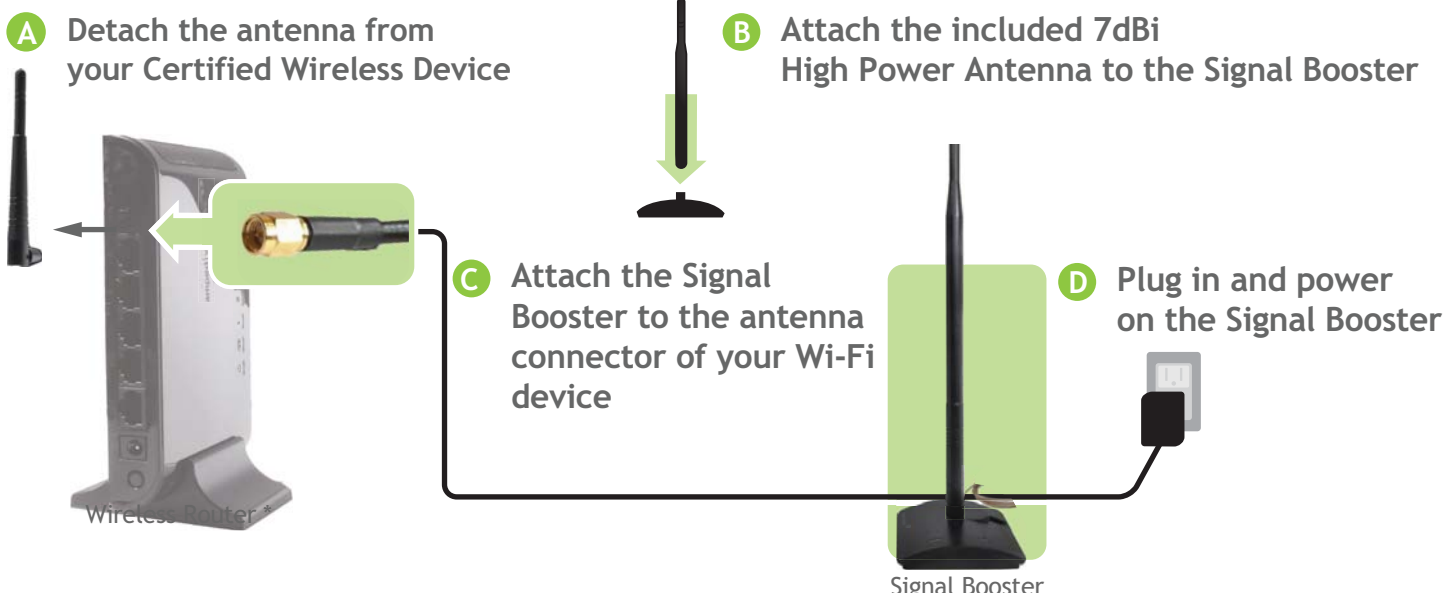 A Detach the antenna from
your Certified Wireless Device
B Attach the included 7dBi
High Power Antenna to the Signal Booster
C Attach the Signal
Booster to the antenna
connector of your Wi-Fi
device
D Plug in and power
on the Signal Booster
Wireless Router *
Signal Booster